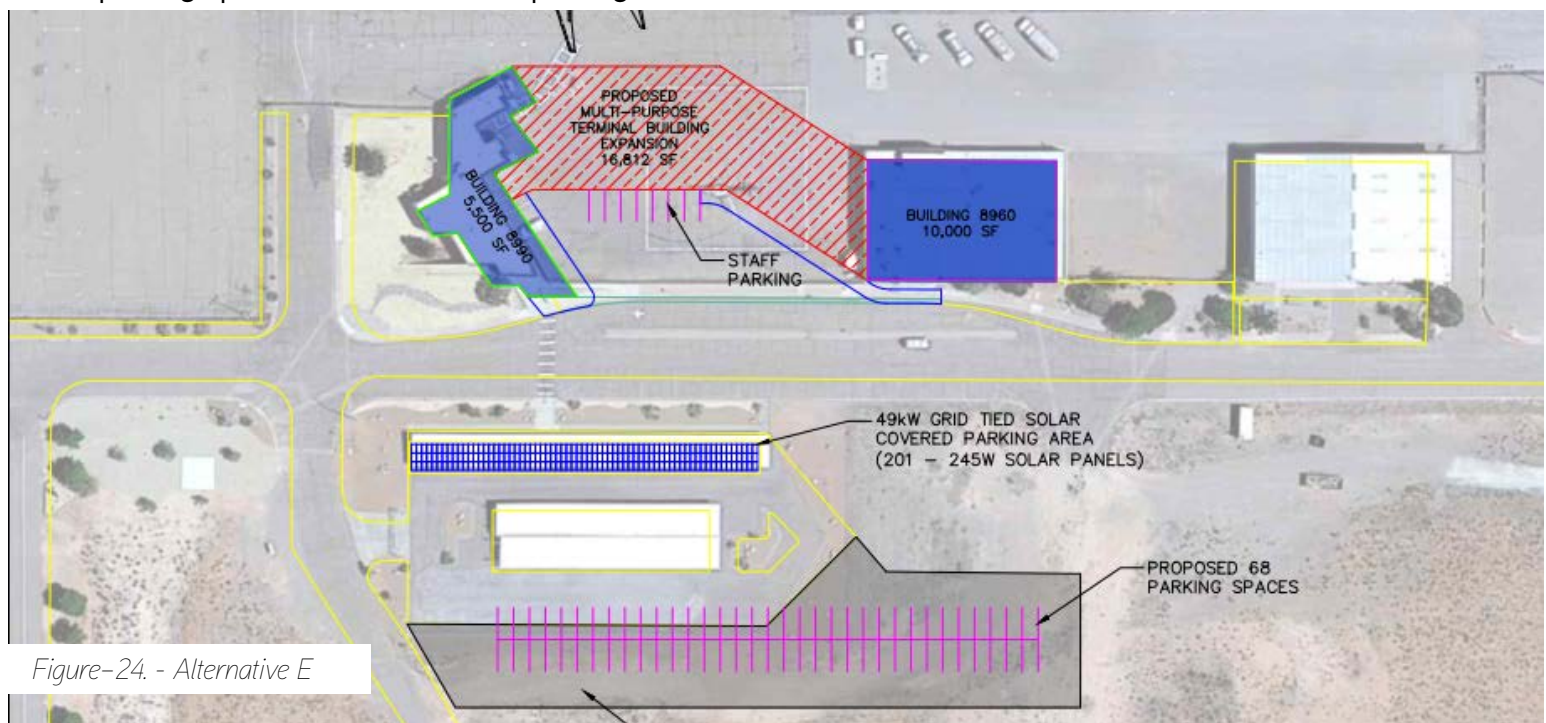 PROPOSED
MULTI-PURPOSE
TERMINAL BUILDING
EXPANSION
16,812 SF
BUILDING 8990
5,500 SF
BUILDING 8960
10,000 SF
STAFF
PARKING
49kW GRID TIED SOLAR
COVERED PARKING AREA
(201 - 245W SOLAR PANELS)
PROPOSED 68
PARKING SPACES
Figure-24. - Alternative E